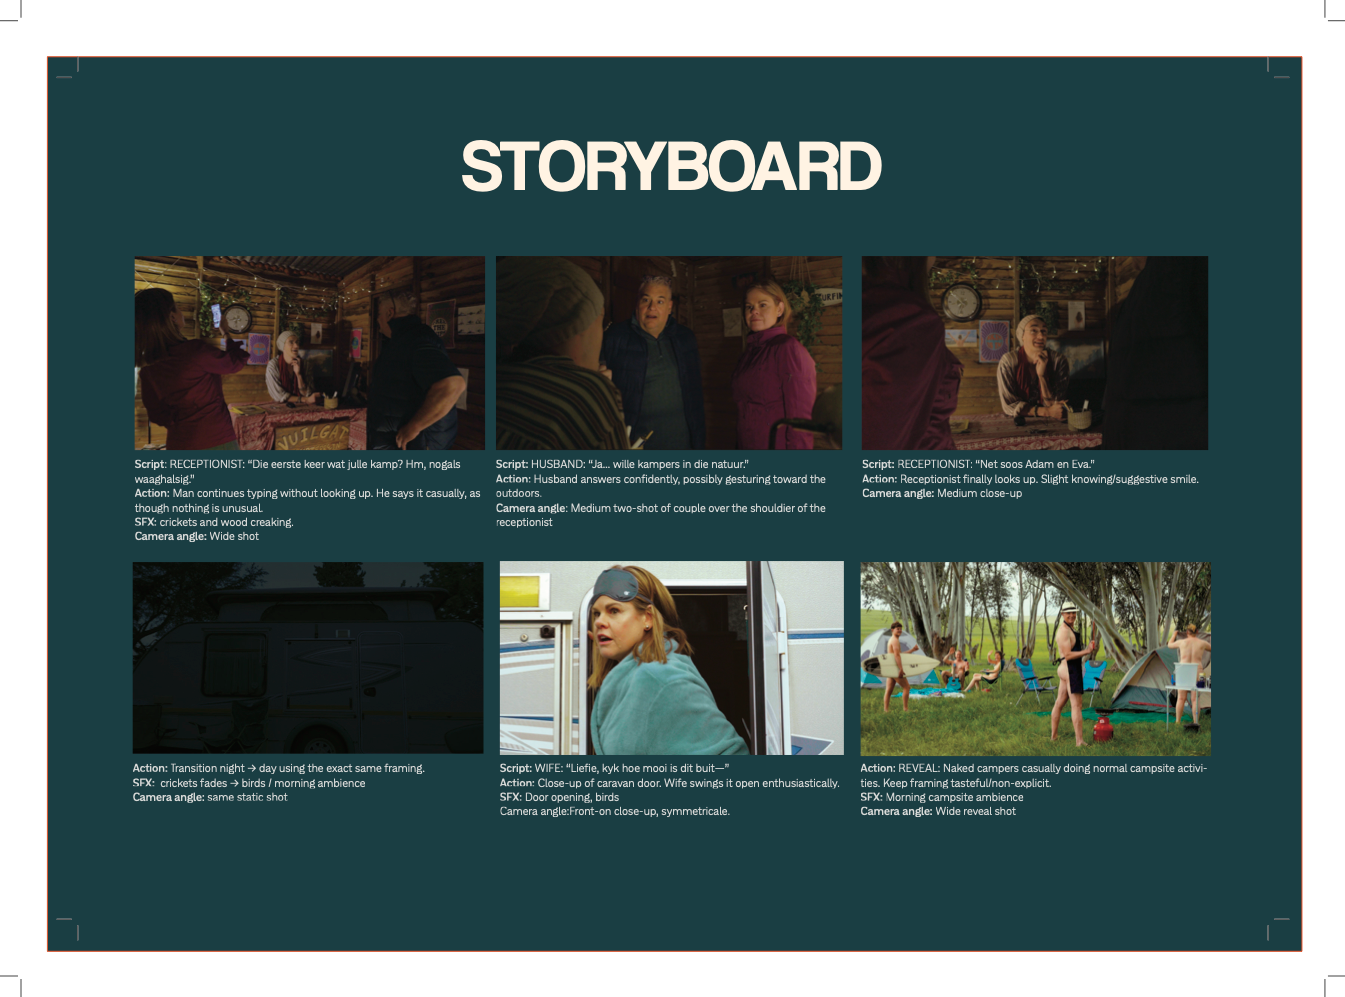 STORYBOARD
NUILGAT
ALL THE
URFIN
Script: RECEPTIONIST: “Die eerste keer wat julle kamp? Hm, nogals
waaghalsig.”
Action: Man continues typing without looking up. He says it casually, as
though nothing is unusual.
SFX: crickets and wood creaking.
Camera angle: Wide shot
Script: HUSBAND: “Ja... wille kampers in die natuur.”
Action: Husband answers confidently, possibly gesturing toward the
outdoors.
Camera angle: Medium two-shot of couple over the shouldier of the
receptionist
Script: RECEPTIONIST: “Net soos Adam en Eva.”
Action: Receptionist finally looks up. Slight knowing/suggestive smile.
Camera angle: Medium close-up
Action: Transition night → day using the exact same framing.
SFX: crickets fades → birds / morning ambience
Camera angle: same static shot
Script: WIFE: “Liefie, kyk hoe mooi is dit buit—”
Action: Close-up of caravan door. Wife swings it open enthusiastically.
SFX: Door opening, birds
Camera angle:Front-on close-up, symmetricale.
Action: REVEAL: Naked campers casually doing normal campsite activi-
ties. Keep framing tasteful/non-explicit.
SFX: Morning campsite ambience
Camera angle: Wide reveal shot